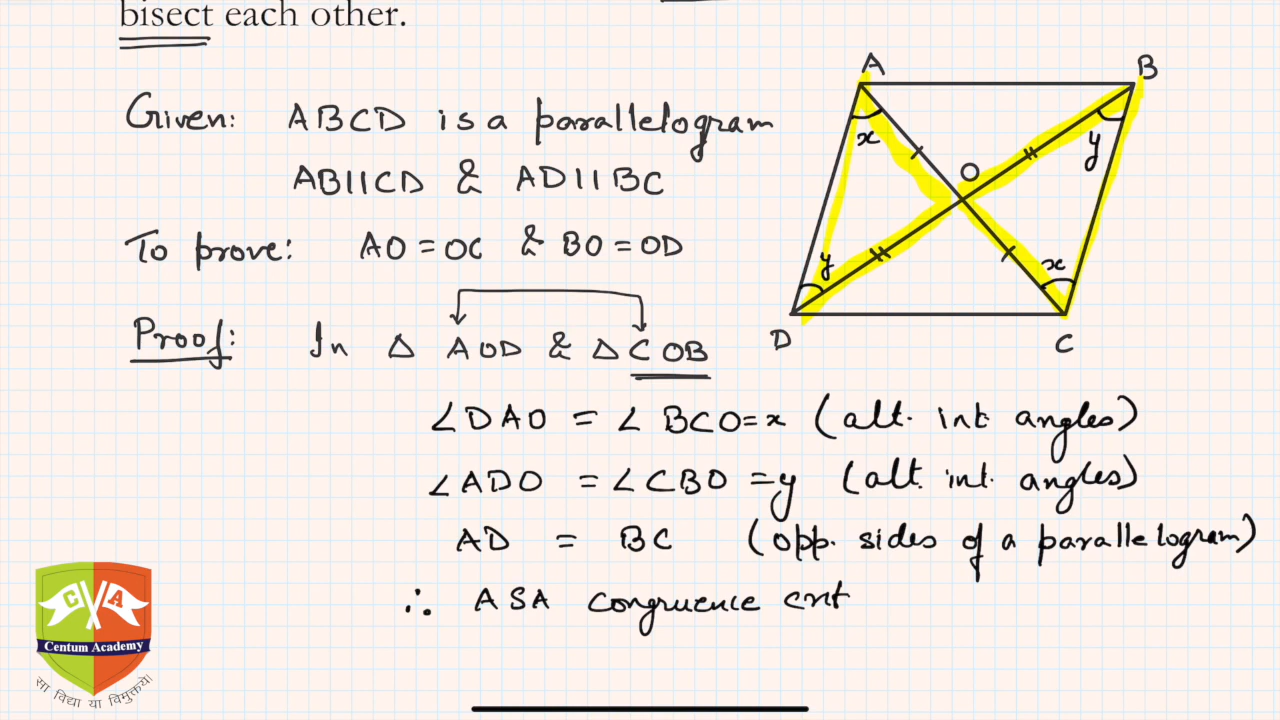 bisect each other.
Given: ABCD is a parallelogram
AB||CD & AD||BC
To prove: AO = OC & BO = OD
Proof: In Δ AOD & Δ COB
∠DAO = ∠BCO = x (alt. int. angles)
∠ADO = ∠CBO = y (alt. int. angles)
AD = BC (opp. sides of a parallelogram)
∴ ASA congruence crit
A
B
x
y
O
y
x
D
C
C A
Centum Academy
सा विद्या या विमुक्तये।